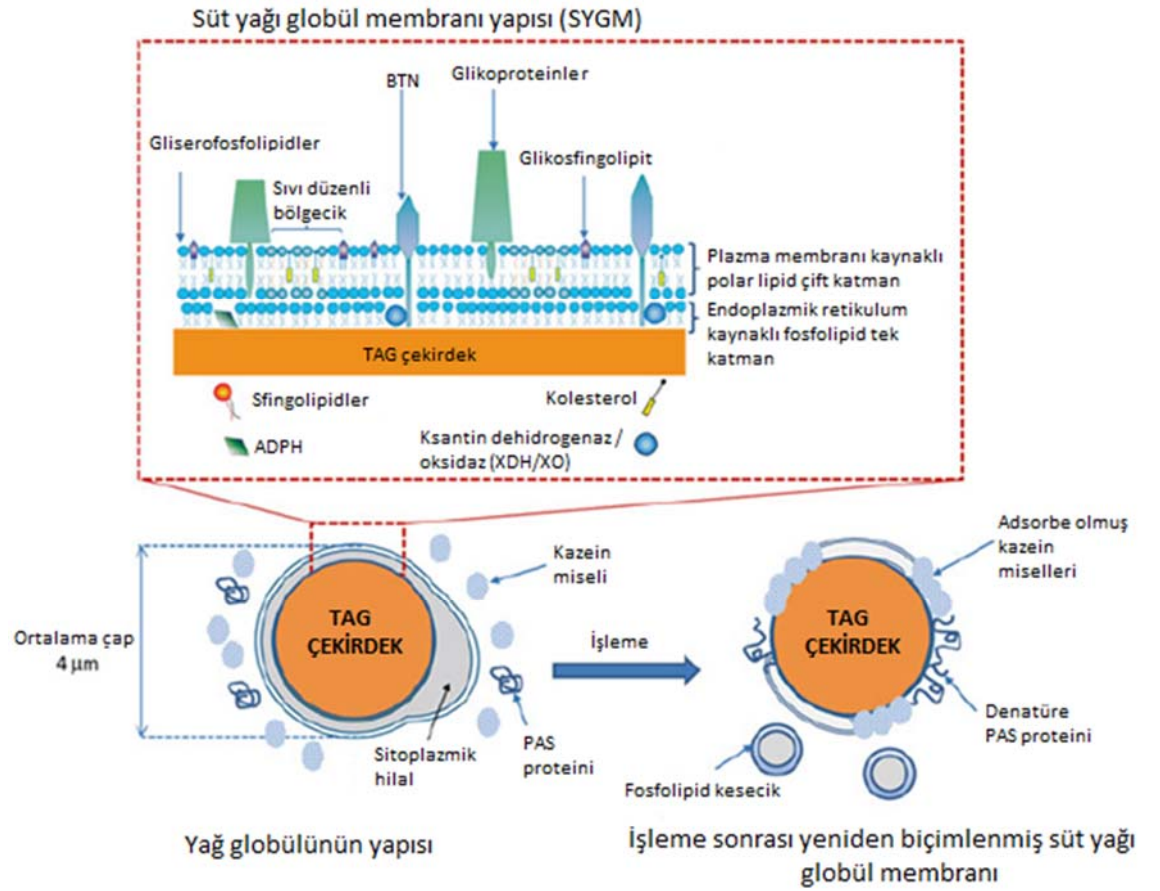 Süt yağı globül membranı yapısı (SYGM)
Glikoproteinler
BTN
Gliserofosfolipidler
Glikosfingolipit
Sıvı düzenli
bölgecik
Plazma membranı kaynaklı
polar lipid çift katman
Endoplazmik retikulum
kaynaklı fosfolipid tek
katman
TAG çekirdek
Sfingolipidler
Kolesterol
ADPH
Ksantin dehidrogenaz /
oksidaz (XDH/XO)
Kazein
miseli
Adsorbe olmuş
kazein
miselleri
TAG
ÇEKİRDEK
TAG
ÇEKİRDEK
Ortalama çap
4 µm
İşleme
Sitoplazmik
hilal
PAS
proteini
Denatüre
PAS proteini
Fosfolipid kesecik
Yağ globülünün yapısı
İşleme sonrası yeniden biçimlenmiş süt yağı
globül membranı